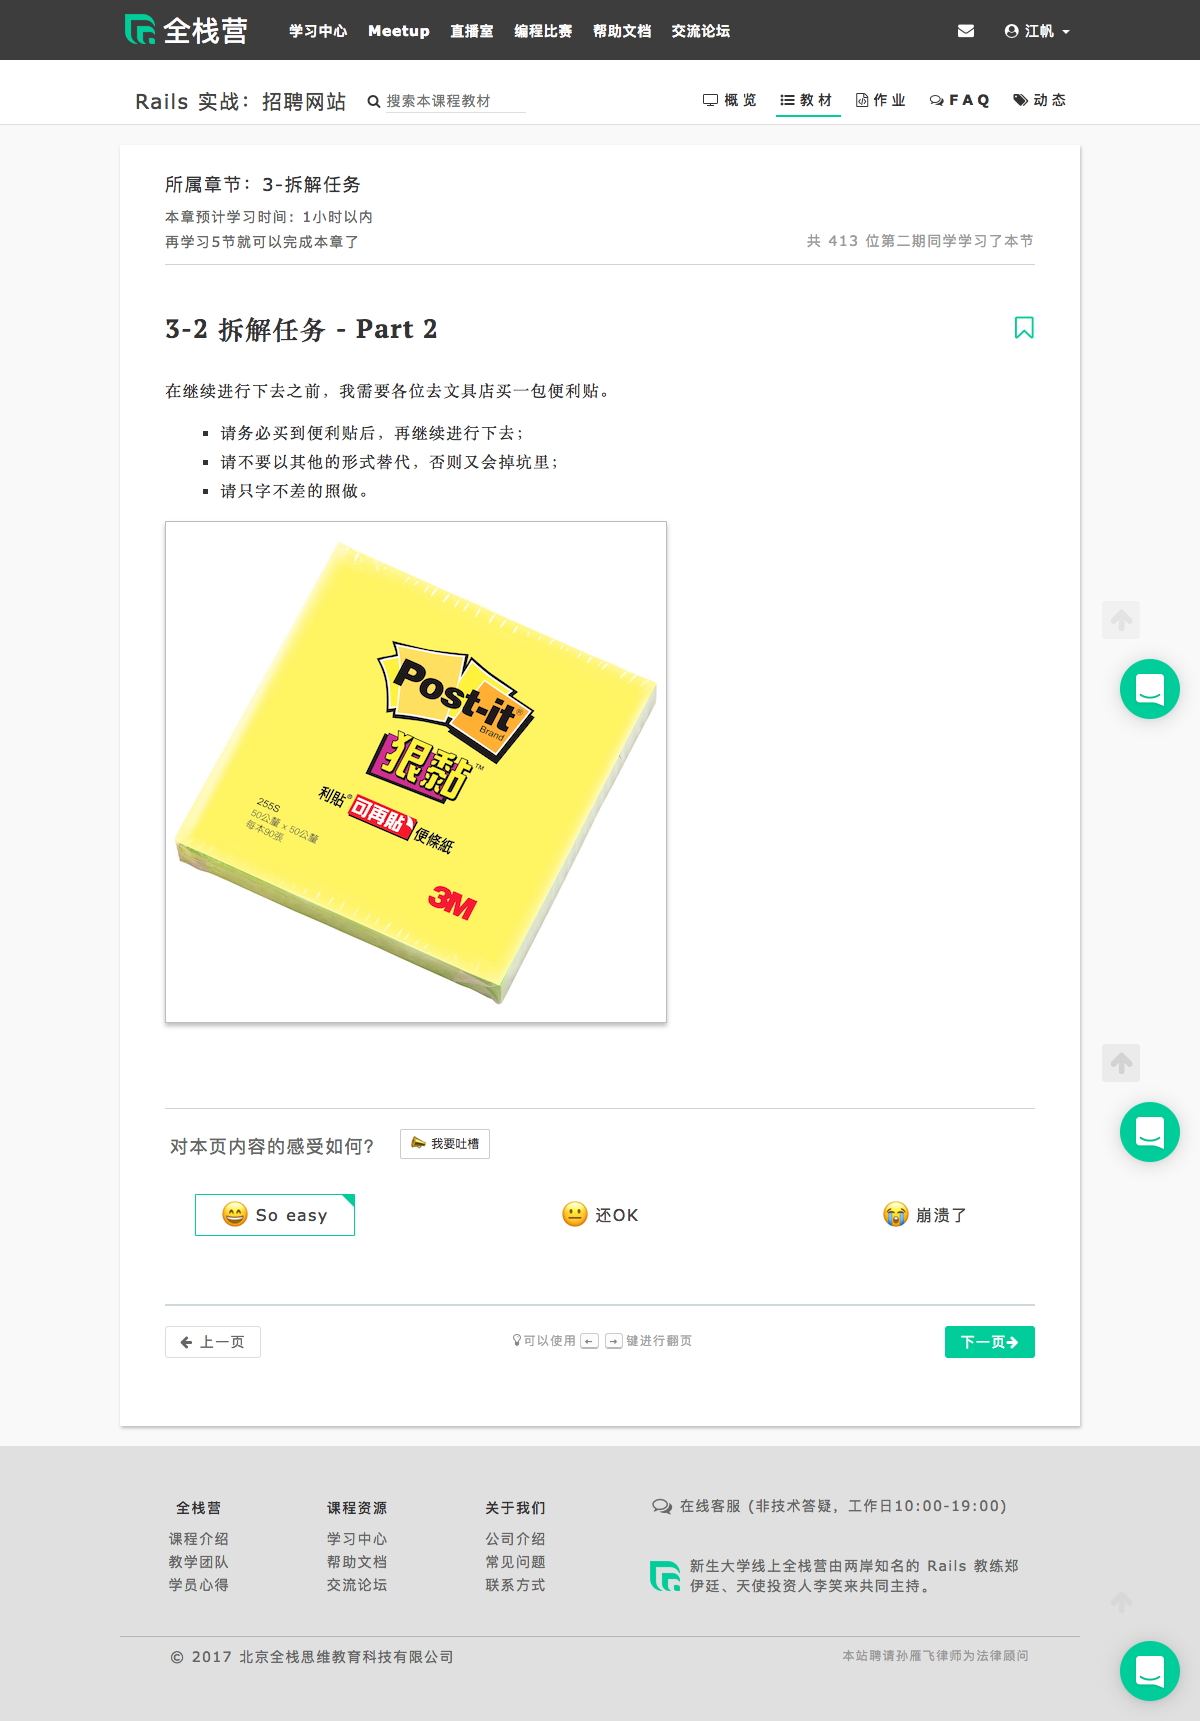 全栈营
学习中心 Meetup 直播室 编程比赛 帮助文档 交流论坛
江帆
Rails 实战：招聘网站
搜索本课程教材
概览 教材 作业 FAQ 动态
所属章节：3-拆解任务
本章预计学习时间：1小时以内
再学习5节就可以完成本章了
共 413 位第二期同学学习了本节
3-2 拆解任务 - Part 2
在继续进行下去之前，我需要各位去文具店买一包便利贴。
请务必买到便利贴后，再继续进行下去；
请不要以其他的形式替代，否则又会掉坑里；
请只字不差的照做。
Post-it®
Brand
狠黏™
利貼®可再貼便條紙
255S
50公釐 x 50公釐
每本90張
3M
对本页内容的感受如何？
我要吐槽
So easy
还OK
崩溃了
上一页
可以使用 ← → 键进行翻页
下一页
全栈营
课程介绍
教学团队
学员心得
课程资源
学习中心
帮助文档
交流论坛
关于我们
公司介绍
常见问题
联系方式
在线客服 (非技术答疑，工作日10:00-19:00)
新生大学线上全栈营由两岸知名的 Rails 教练郑
伊廷、天使投资人李笑来共同主持。
© 2017 北京全栈思维教育科技有限公司
本站聘请孙雁飞律师为法律顾问